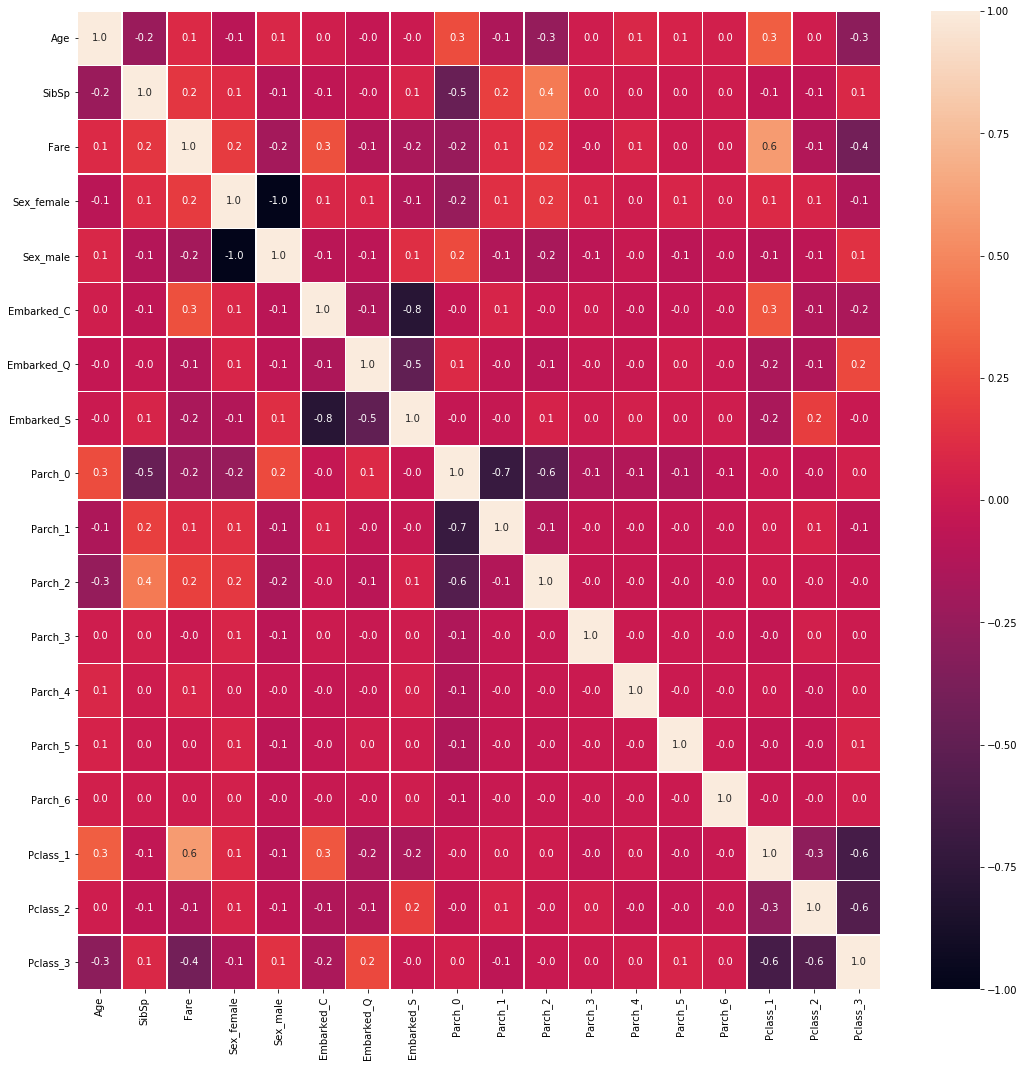 Age 1.0 -0.2 0.1 -0.1 0.1 0.0 -0.0 -0.0 0.3 -0.1 -0.3 0.0 0.1 0.1 0.0 0.3 0.0 -0.3
SibSp -0.2 1.0 0.2 0.1 -0.1 -0.1 -0.0 0.1 -0.5 0.2 0.4 0.0 0.0 0.0 0.0 -0.1 -0.1 0.1
Fare 0.1 0.2 1.0 0.2 -0.2 0.3 -0.1 -0.2 -0.2 0.1 0.2 -0.0 0.1 0.0 0.0 0.6 -0.1 -0.4
Sex_female -0.1 0.1 0.2 1.0 -1.0 0.1 0.1 -0.1 -0.2 0.1 0.2 0.1 0.0 0.1 0.0 0.1 0.1 -0.1
Sex_male 0.1 -0.1 -0.2 -1.0 1.0 -0.1 -0.1 0.1 0.2 -0.1 -0.2 -0.1 -0.0 -0.1 -0.0 -0.1 -0.1 0.1
Embarked_C 0.0 -0.1 0.3 0.1 -0.1 1.0 -0.1 -0.8 -0.0 0.1 -0.0 0.0 -0.0 -0.0 -0.0 0.3 -0.1 -0.2
Embarked_Q -0.0 -0.0 -0.1 0.1 -0.1 -0.1 1.0 -0.5 0.1 -0.0 -0.1 -0.0 -0.0 0.0 -0.0 -0.2 -0.1 0.2
Embarked_S -0.0 0.1 -0.2 -0.1 0.1 -0.8 -0.5 1.0 -0.0 -0.0 0.1 0.0 0.0 0.0 0.0 -0.2 0.2 -0.0
Parch_0 0.3 -0.5 -0.2 -0.2 0.2 -0.0 0.1 -0.0 1.0 -0.7 -0.6 -0.1 -0.1 -0.1 -0.1 -0.0 -0.0 0.0
Parch_1 -0.1 0.2 0.1 0.1 -0.1 0.1 -0.0 -0.0 -0.7 1.0 -0.1 -0.0 -0.0 -0.0 -0.0 0.0 0.1 -0.1
Parch_2 -0.3 0.4 0.2 0.2 -0.2 -0.0 -0.1 0.1 -0.6 -0.1 1.0 -0.0 -0.0 -0.0 -0.0 0.0 -0.0 -0.0
Parch_3 0.0 0.0 -0.0 0.1 -0.1 0.0 -0.0 0.0 -0.1 -0.0 -0.0 1.0 -0.0 -0.0 -0.0 -0.0 0.0 0.0
Parch_4 0.1 0.0 0.1 0.0 -0.0 -0.0 -0.0 0.0 -0.1 -0.0 -0.0 -0.0 1.0 -0.0 -0.0 0.0 -0.0 0.0
Parch_5 0.1 0.0 0.0 0.1 -0.1 -0.0 0.0 0.0 -0.1 -0.0 -0.0 -0.0 -0.0 1.0 -0.0 -0.0 -0.0 0.1
Parch_6 0.0 0.0 0.0 0.0 -0.0 -0.0 -0.0 0.0 -0.1 -0.0 -0.0 -0.0 -0.0 -0.0 1.0 -0.0 -0.0 0.0
Pclass_1 0.3 -0.1 0.6 0.1 -0.1 0.3 -0.2 -0.2 -0.0 0.0 0.0 -0.0 0.0 -0.0 -0.0 1.0 -0.3 -0.6
Pclass_2 0.0 -0.1 -0.1 0.1 -0.1 -0.1 -0.1 0.2 -0.0 0.1 -0.0 0.0 -0.0 -0.0 -0.0 -0.3 1.0 -0.6
Pclass_3 -0.3 0.1 -0.4 -0.1 0.1 -0.2 0.2 -0.0 0.0 -0.1 -0.0 0.0 0.0 0.1 0.0 -0.6 -0.6 1.0
Age SibSp Fare Sex_female Sex_male Embarked_C Embarked_Q Embarked_S Parch_0 Parch_1 Parch_2 Parch_3 Parch_4 Parch_5 Parch_6 Pclass_1 Pclass_2 Pclass_3
1.00
0.75
0.50
0.25
0.00
−0.25
−0.50
−0.75
−1.00